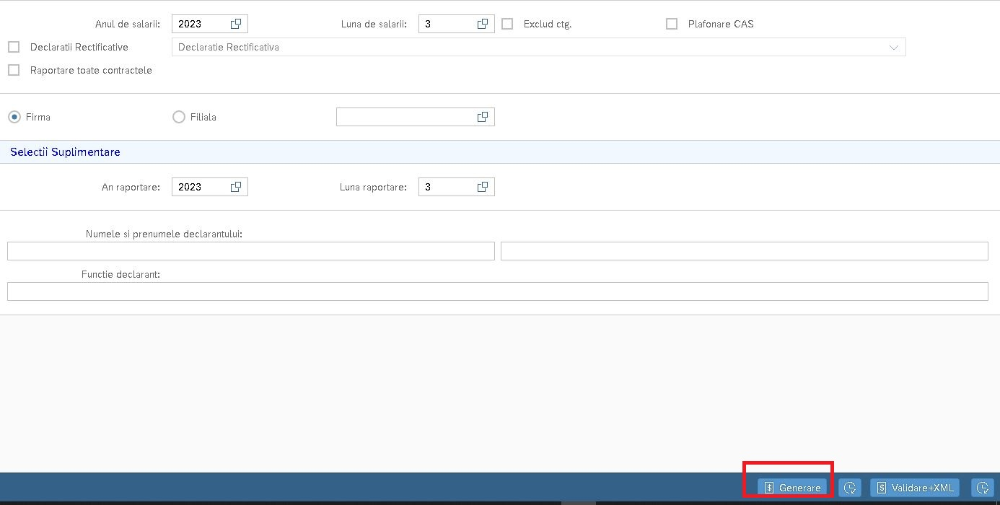 Anul de salarii: 2023 Luna de salarii: 3 Exclud ctg. Plafonare CAS
Declaratii Rectificative Declaratie Rectificativa
Raportare toate contractele
Firma Filiala
Selectii Suplimentare
An raportare: 2023 Luna raportare: 3
Numele si prenumele declarantului:
Functie declarant:
$ Generare $ Validare+XML